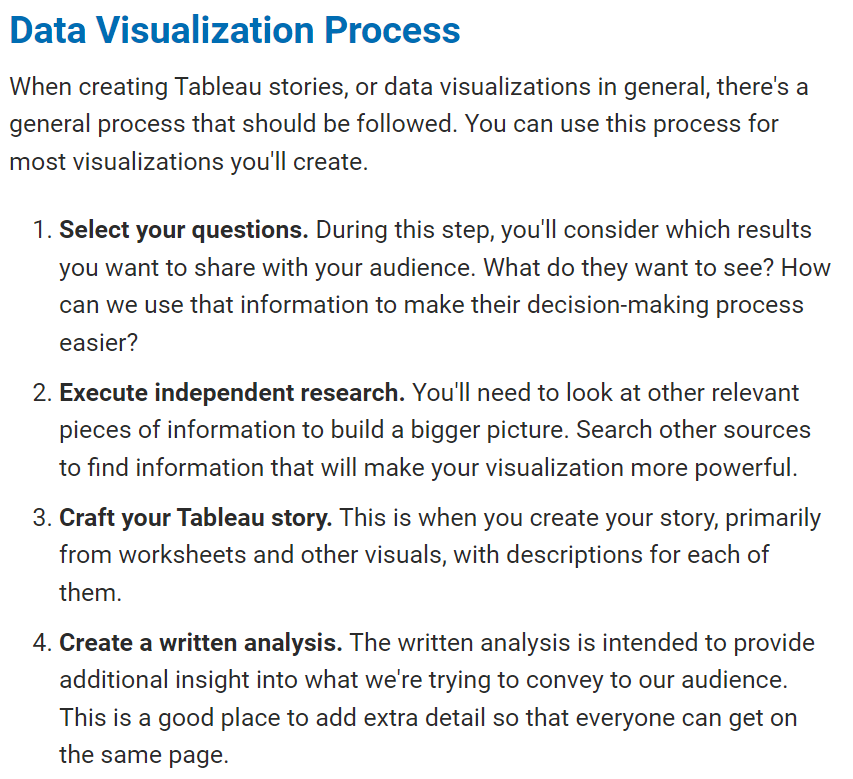 Data Visualization Process
When creating Tableau stories, or data visualizations in general, there's a
general process that should be followed. You can use this process for
most visualizations you'll create.
1. Select your questions. During this step, you'll consider which results
you want to share with your audience. What do they want to see? How
can we use that information to make their decision-making process
easier?
2. Execute independent research. You'll need to look at other relevant
pieces of information to build a bigger picture. Search other sources
to find information that will make your visualization more powerful.
3. Craft your Tableau story. This is when you create your story, primarily
from worksheets and other visuals, with descriptions for each of
them.
4. Create a written analysis. The written analysis is intended to provide
additional insight into what we're trying to convey to our audience.
This is a good place to add extra detail so that everyone can get on
the same page.